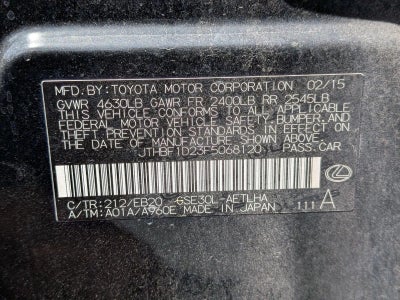 MFD. BY: TOYOTA MOTOR CORPORATION 02/15
GVWR 4630LB GAWR FR 2400LB RR 2545LB
THIS VEHICLE CONFORMS TO ALL APPLICABLE
FEDERAL MOTOR VEHICLE SAFETY, BUMPER, AND
THEFT PREVENTION STANDARDS IN EFFECT ON
THE DATE OF MANUFACTURE SHOWN ABOVE.
JTHBF1D23F5068120 PASS.CAR
C/TR: 212/EB20 GSE30L-AETLHA
A/TM: A01A/A960E MADE IN JAPAN 111 A